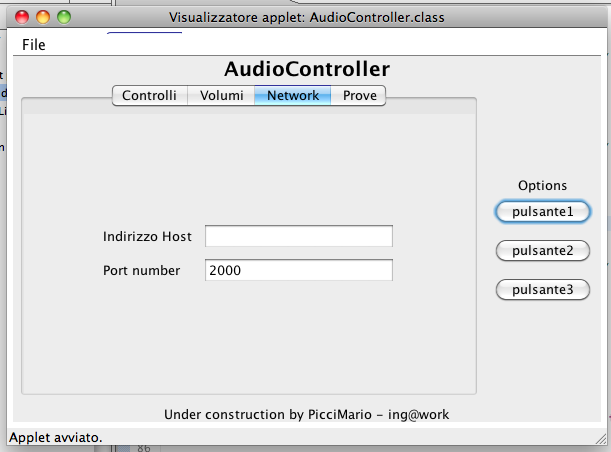 Visualizzatore applet: AudioController.class
File
AudioController
Controlli Volumi Network Prove
Options
pulsante1
Indirizzo Host
pulsante2
Port number 2000
pulsante3
Under construction by PicciMario - ing@work
Applet avviato.
86